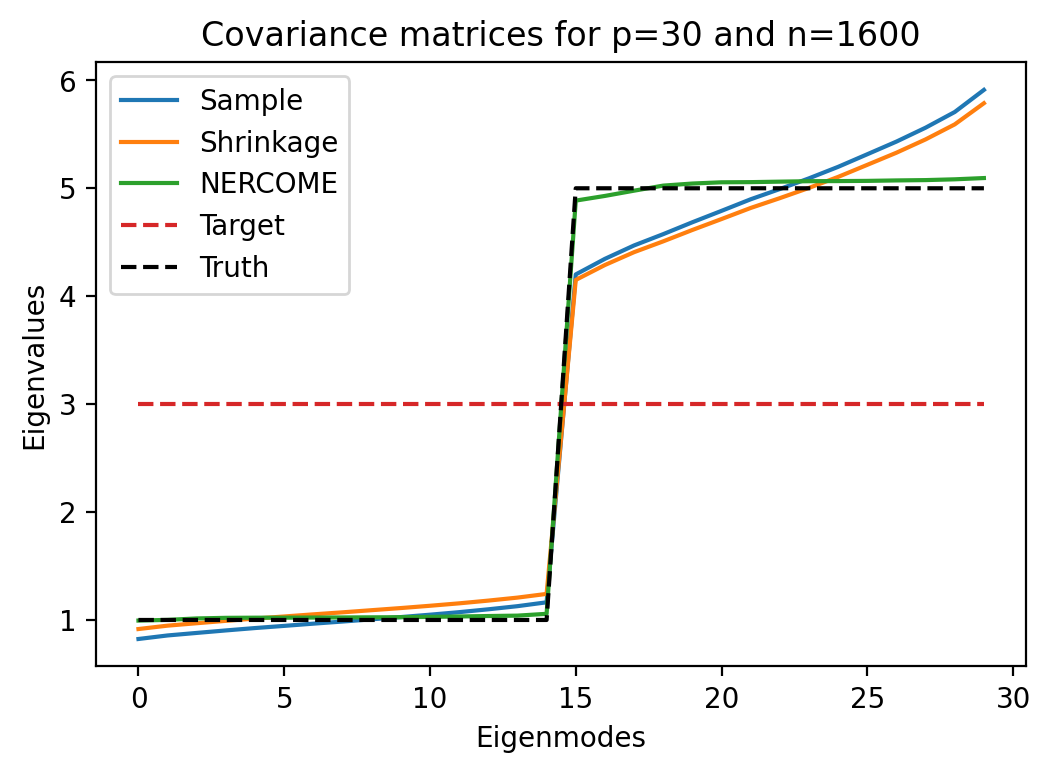 Covariance matrices for p=30 and n=1600
6
5
4
3
2
1
Eigenvalues
Sample
Shrinkage
NERCOME
Target
Truth
0 5 10 15 20 25 30
Eigenmodes